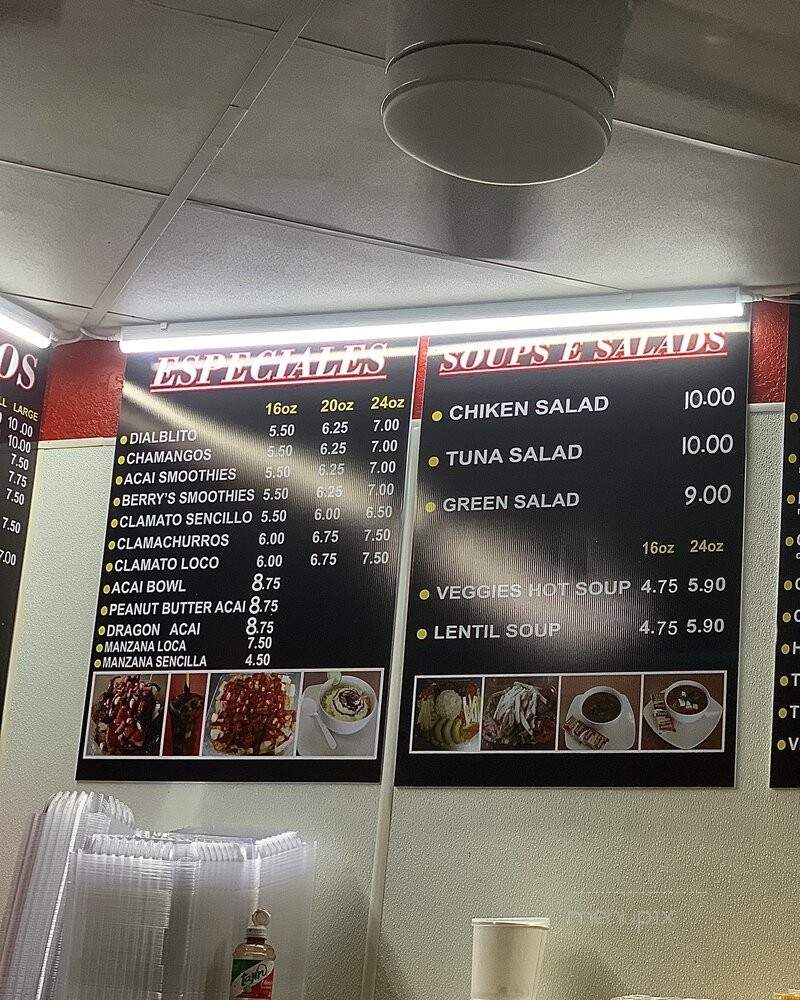 OS
LL LARGE
10.00
10.00
7.50
7.75
7.50
7.50
7.00
ESPECIALES
16oz 20oz 24oz
DIALBLITO 5.50 6.25 7.00
CHAMANGOS 5.50 6.25 7.00
ACAI SMOOTHIES 5.50 6.25 7.00
BERRY'S SMOOTHIES 5.50 6.25 7.00
CLAMATO SENCILLO 5.50 6.00 6.50
CLAMACHURROS 6.00 6.75 7.50
CLAMATO LOCO 6.00 6.75 7.50
ACAI BOWL 8.75
PEANUT BUTTER ACAI 8.75
DRAGON ACAI 8.75
MANZANA LOCA 7.50
MANZANA SENCILLA 4.50
SOUPS E SALADS
CHIKEN SALAD 10.00
TUNA SALAD 10.00
GREEN SALAD 9.00
16oz 24oz
VEGGIES HOT SOUP 4.75 5.90
LENTIL SOUP 4.75 5.90
Tajín
menupix